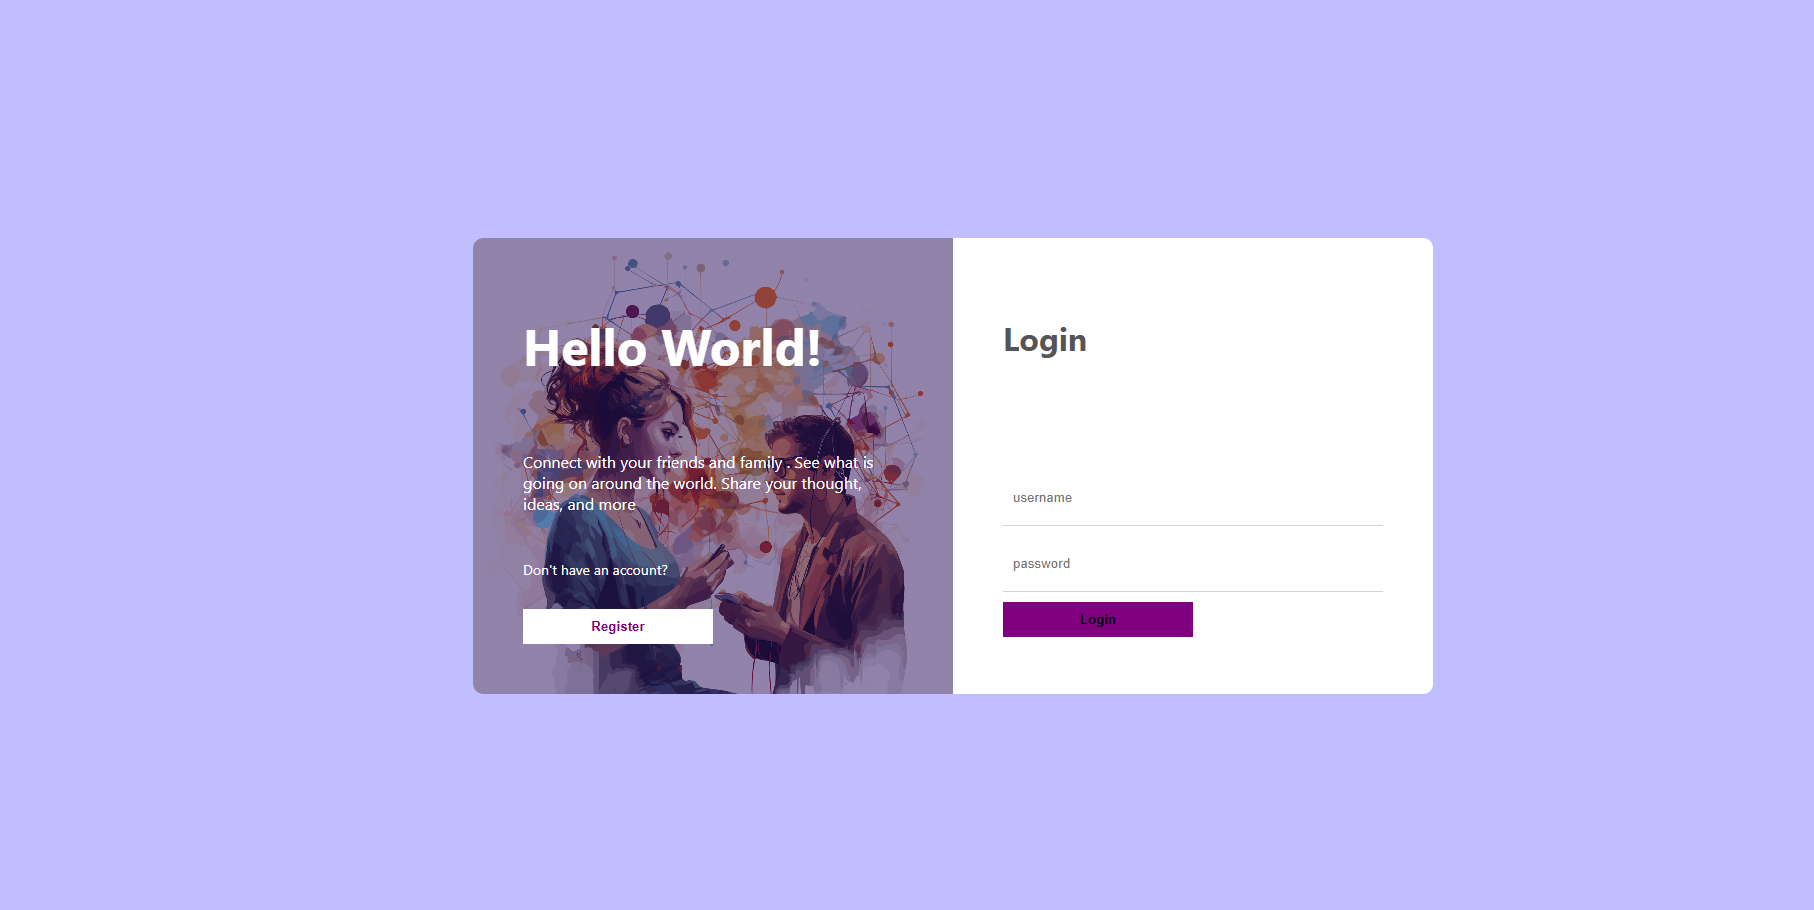 Hello World!
Connect with your friends and family . See what is
going on around the world. Share your thought,
ideas, and more
Don't have an account?
Register
Login
username
password
Login